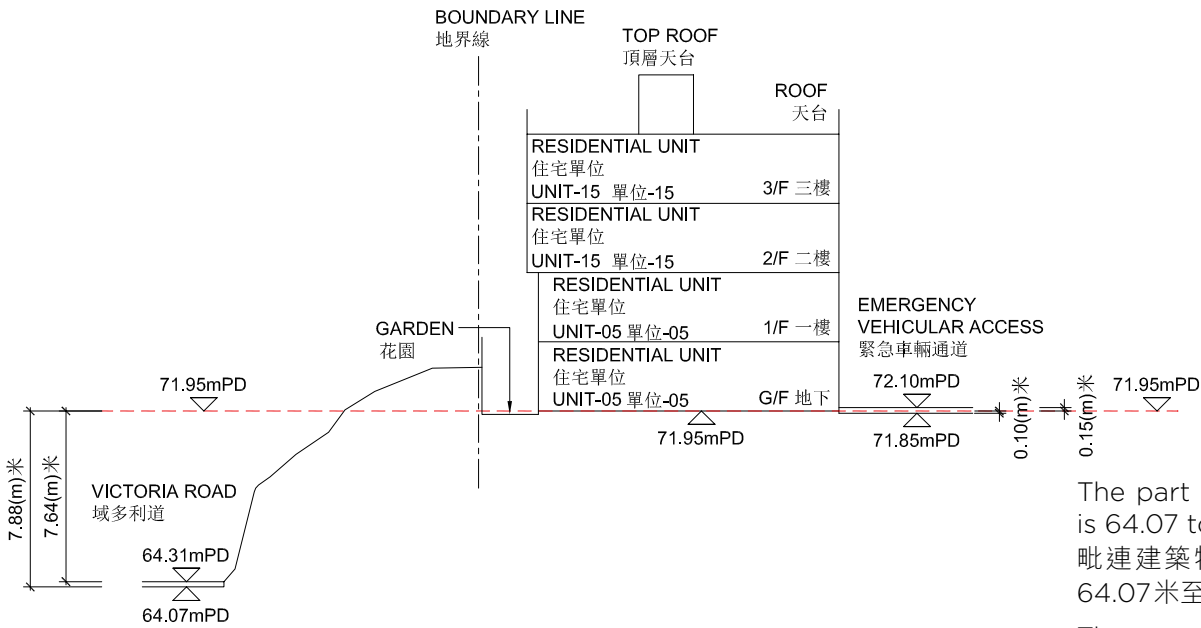 BOUNDARY LINE
地界線
TOP ROOF
頂層天台
ROOF
天台
RESIDENTIAL UNIT
住宅單位
UNIT-15 單位-15 3/F 三樓
RESIDENTIAL UNIT
住宅單位
UNIT-15 單位-15 2/F 二樓
RESIDENTIAL UNIT
住宅單位
UNIT-05 單位-05 1/F 一樓
RESIDENTIAL UNIT
住宅單位
UNIT-05 單位-05 G/F 地下
GARDEN
花園
EMERGENCY
VEHICULAR ACCESS
緊急車輛通道
71.95mPD
72.10mPD
71.95mPD
71.95mPD
71.85mPD
0.10(m)米
0.15(m)米
7.88(m)米
7.64(m)米
VICTORIA ROAD
域多利道
64.31mPD
64.07mPD
The part
is 64.07 to
毗連建築物
64.07米至